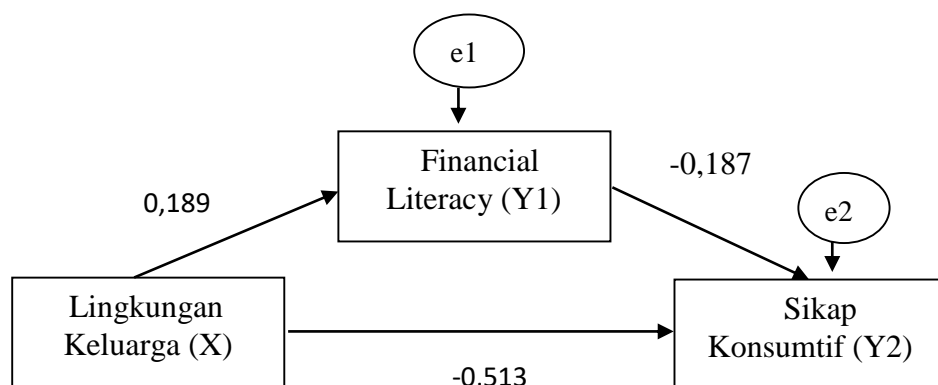 e1
Financial
Literacy (Y1)
-0,187
0,189
e2
Lingkungan
Keluarga (X)
Sikap
Konsumtif (Y2)
-0,513